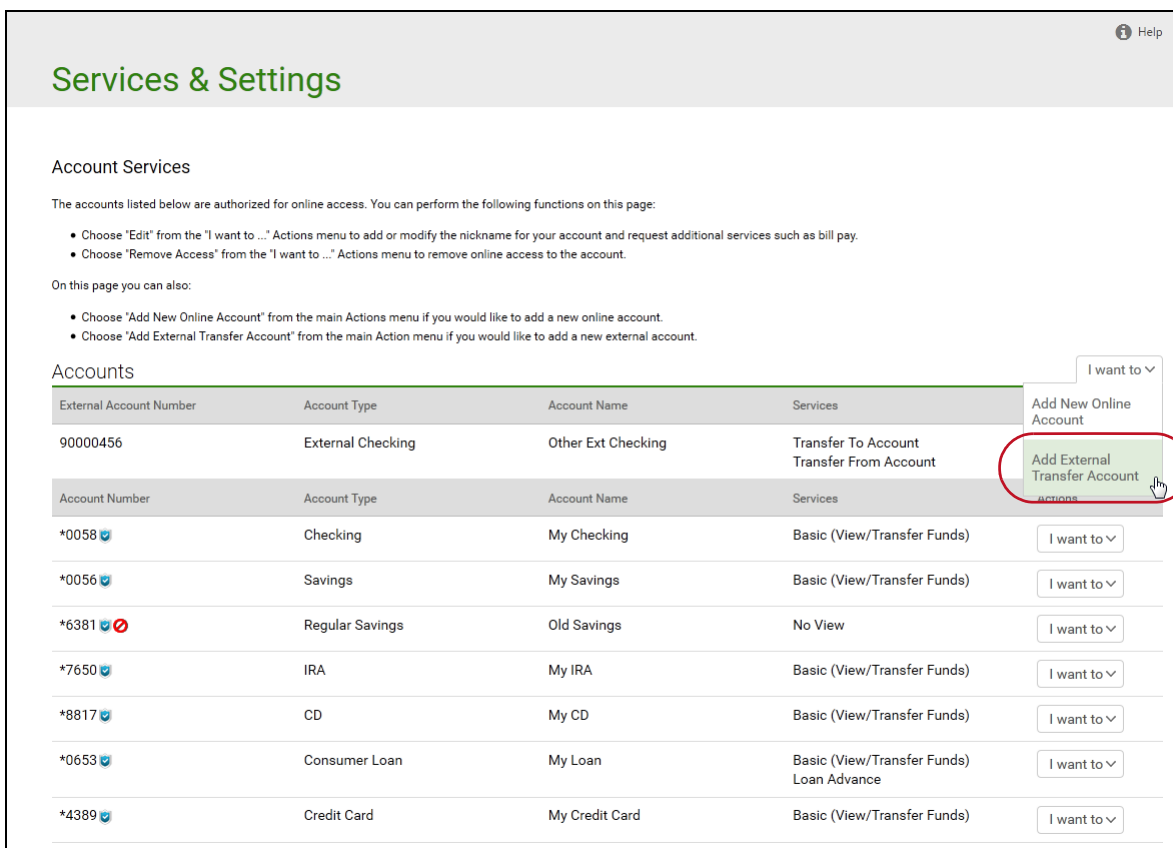 Help
Services & Settings
Account Services
The accounts listed below are authorized for online access. You can perform the following functions on this page:
• Choose "Edit" from the "I want to ..." Actions menu to add or modify the nickname for your account and request additional services such as bill pay.
• Choose "Remove Access" from the "I want to ..." Actions menu to remove online access to the account.
On this page you can also:
• Choose "Add New Online Account" from the main Actions menu if you would like to add a new online account.
• Choose "Add External Transfer Account" from the main Action menu if you would like to add a new external account.
Accounts
I want to
Add New Online
Account
Add External
Transfer Account
External Account Number Account Type Account Name Services
90000456 External Checking Other Ext Checking Transfer To Account
Transfer From Account
Account Number Account Type Account Name Services Actions
*0058 Checking My Checking Basic (View/Transfer Funds) I want to
*0056 Savings My Savings Basic (View/Transfer Funds) I want to
*6381 Regular Savings Old Savings No View I want to
*7650 IRA My IRA Basic (View/Transfer Funds) I want to
*8817 CD My CD Basic (View/Transfer Funds) I want to
*0653 Consumer Loan My Loan Basic (View/Transfer Funds) I want to
Loan Advance
*4389 Credit Card My Credit Card Basic (View/Transfer Funds) I want to